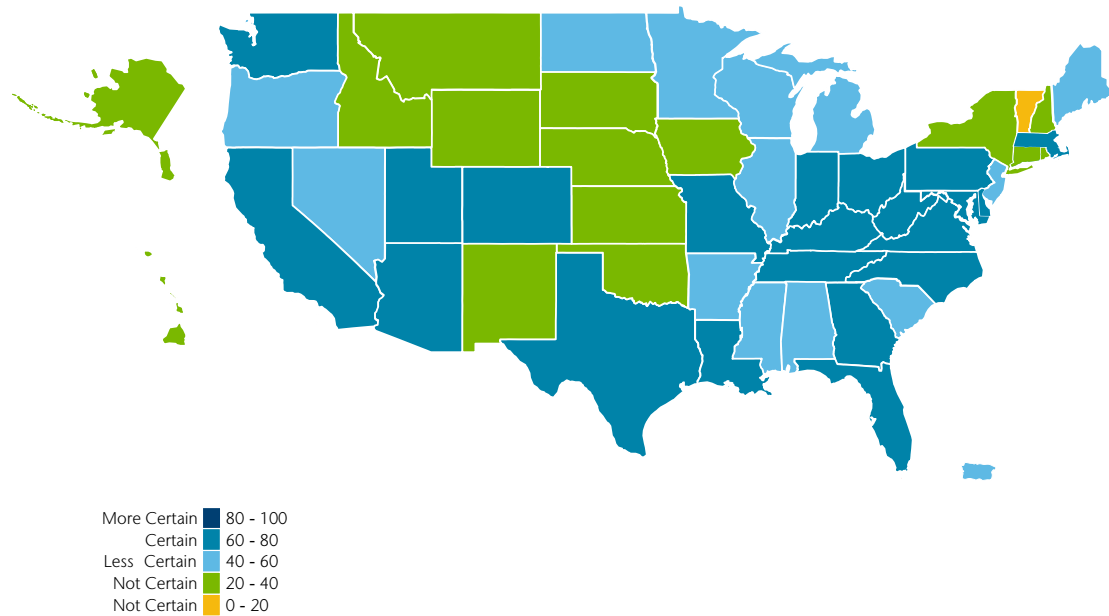 More Certain 80 - 100
Certain 60 - 80
Less Certain 40 - 60
Not Certain 20 - 40
Not Certain 0 - 20